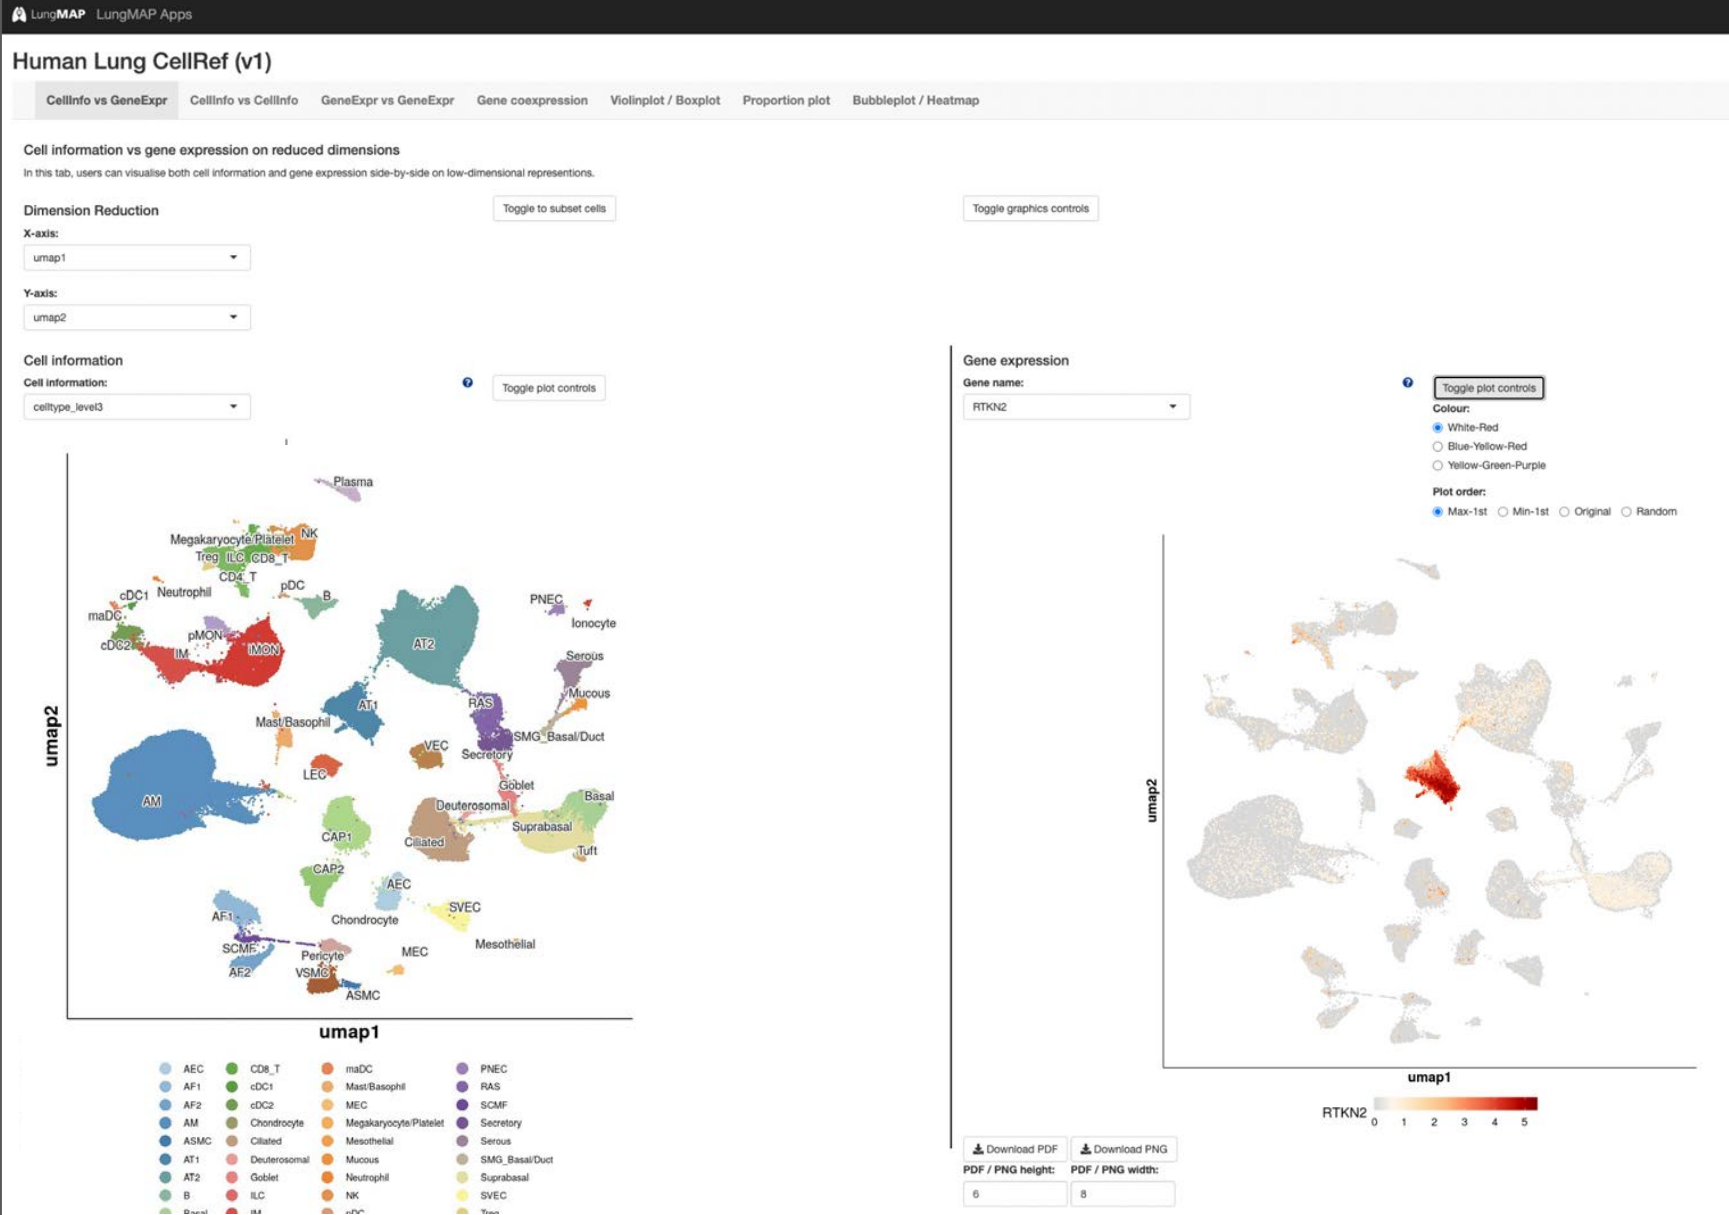 LungMAP LungMAP Apps
Human Lung CellRef (v1)
CellInfo vs GeneExpr CellInfo vs CellInfo GeneExpr vs GeneExpr Gene coexpression Violinplot / Boxplot Proportion plot Bubbleplot / Heatmap
Cell information vs gene expression on reduced dimensions
In this tab, users can visualise both cell information and gene expression side-by-side on low-dimensional representions.
Dimension Reduction
Toggle to subset cells
Toggle graphics controls
X-axis:
umap1
Y-axis:
umap2
Cell information
Cell information:
celltype_level3
?
Toggle plot controls
Plasma
NK
Megakaryocyte/Platelet
Treg ILC CD8_T
CD4_T
pDC
Neutrophil
B
cDC1
maDC
cDC2
pMON
IM
iMON
AT2
PNEC
Ionocyte
Serous
Mucous
RAS
AT1
Mast/Basophil
SMG_Basal/Duct
VEC
Secretory
LEC
Goblet
AM
Basal
Deuterosomal
Suprabasal
CAP1
Ciliated
Tuft
CAP2
AEC
SVEC
AF1
Chondrocyte
SCMF
Mesothelial
Pericyte
MEC
AF2
VSMC
ASMC
umap2
umap1
AEC CD8_T maDC PNEC
AF1 cDC1 Mast/Basophil RAS
AF2 cDC2 MEC SCMF
AM Chondrocyte Megakaryocyte/Platelet Secretory
ASMC Ciliated Mesothelial Serous
AT1 Deuterosomal Mucous SMG_Basal/Duct
AT2 Goblet Neutrophil Suprabasal
B ILC NK SVEC
Basal IM pDC Treg
Gene expression
Gene name:
RTKN2
?
Toggle plot controls
Colour:
White-Red
Blue-Yellow-Red
Yellow-Green-Purple
Plot order:
Max-1st Min-1st Original Random
umap2
umap1
RTKN2
0 1 2 3 4 5
Download PDF Download PNG
PDF / PNG height: PDF / PNG width:
6 8